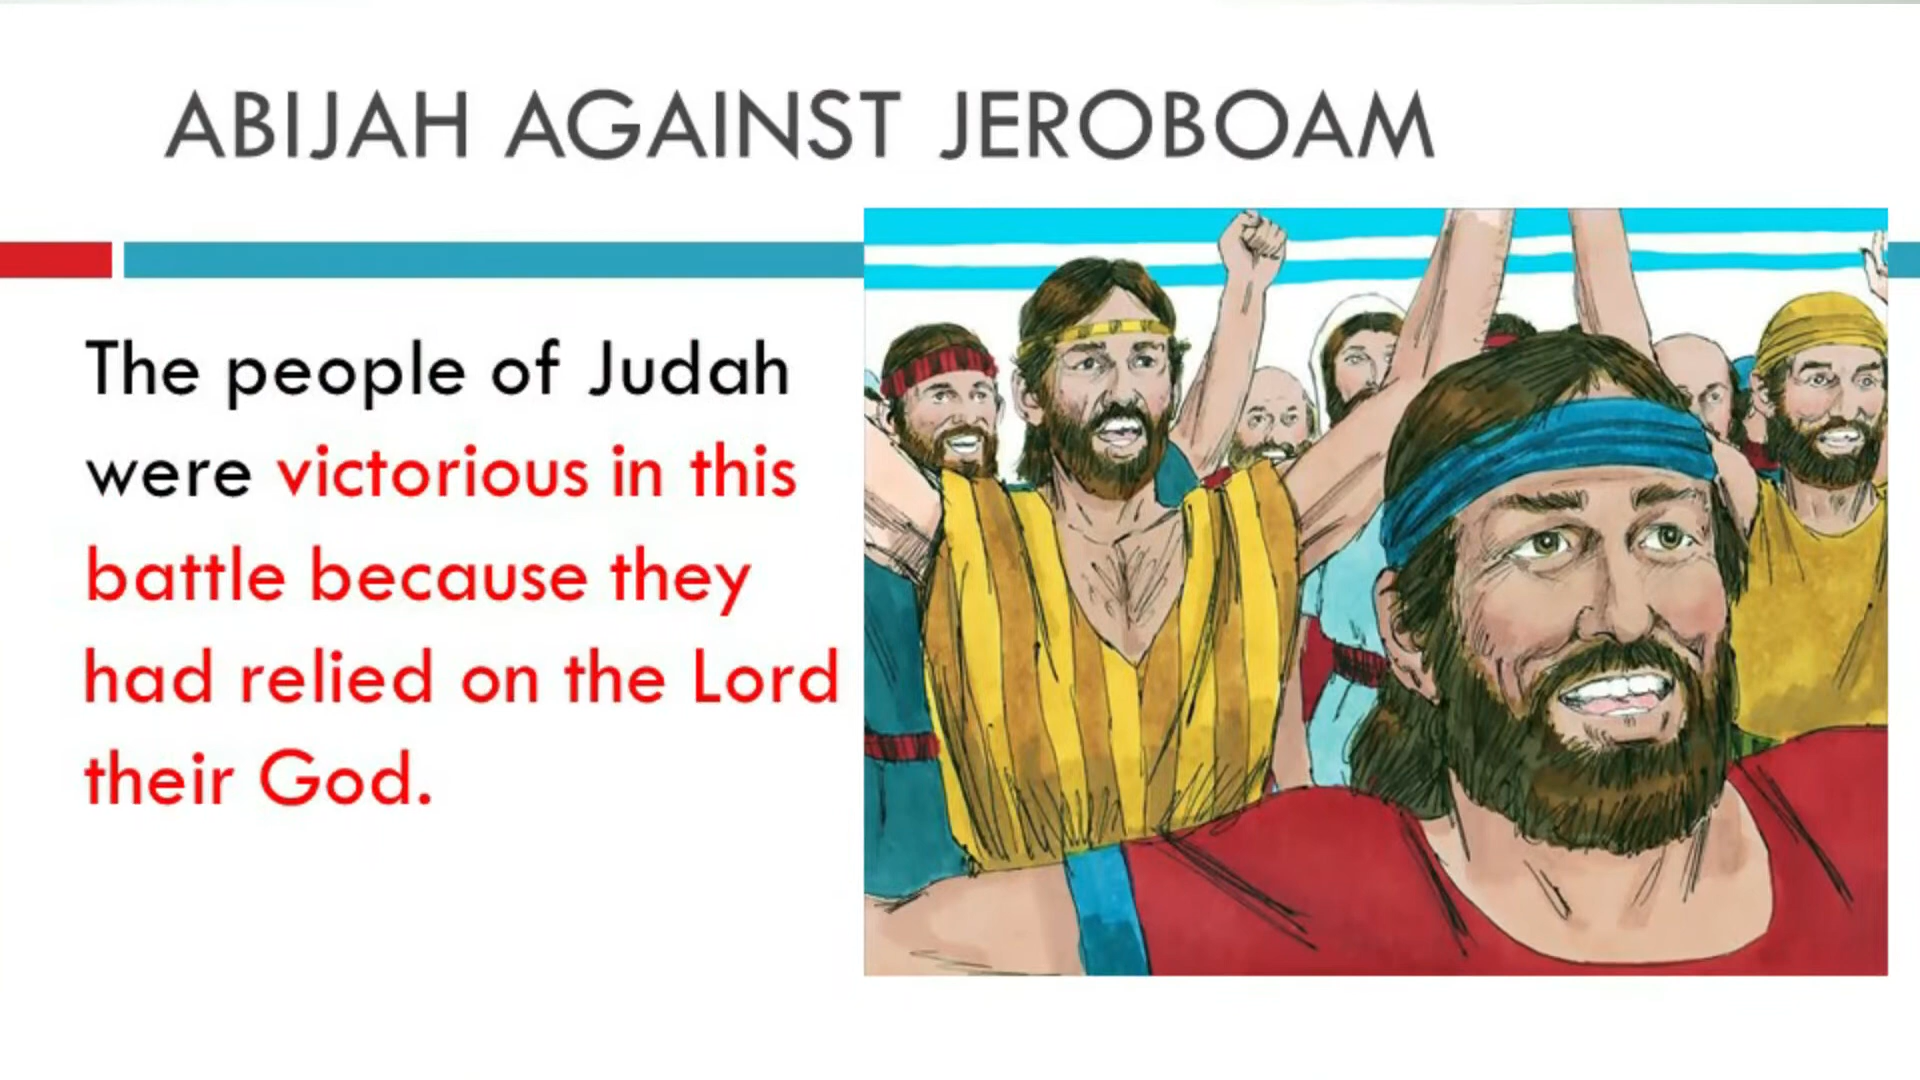 ABIJAH AGAINST JEROBOAM
The people of Judah
were victorious in this
battle because they
had relied on the Lord
their God.